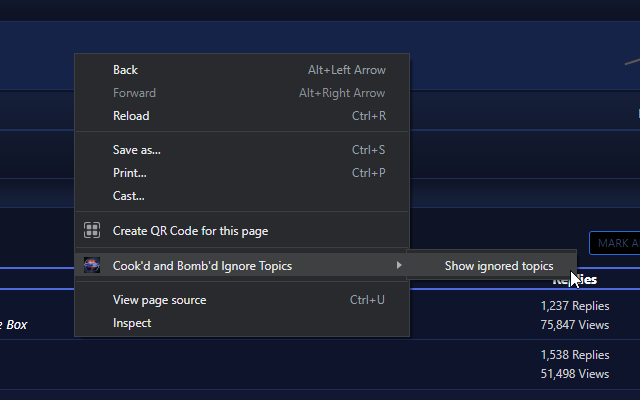 Back Alt+Left Arrow
Forward Alt+Right Arrow
Reload Ctrl+R
Save as... Ctrl+S
Print... Ctrl+P
Cast...
Create QR Code for this page
MARK A
Cook'd and Bomb'd Ignore Topics
Show ignored topics
Replies
View page source Ctrl+U
Inspect
1,237 Replies
e Box
75,847 Views
1,538 Replies
51,498 Views